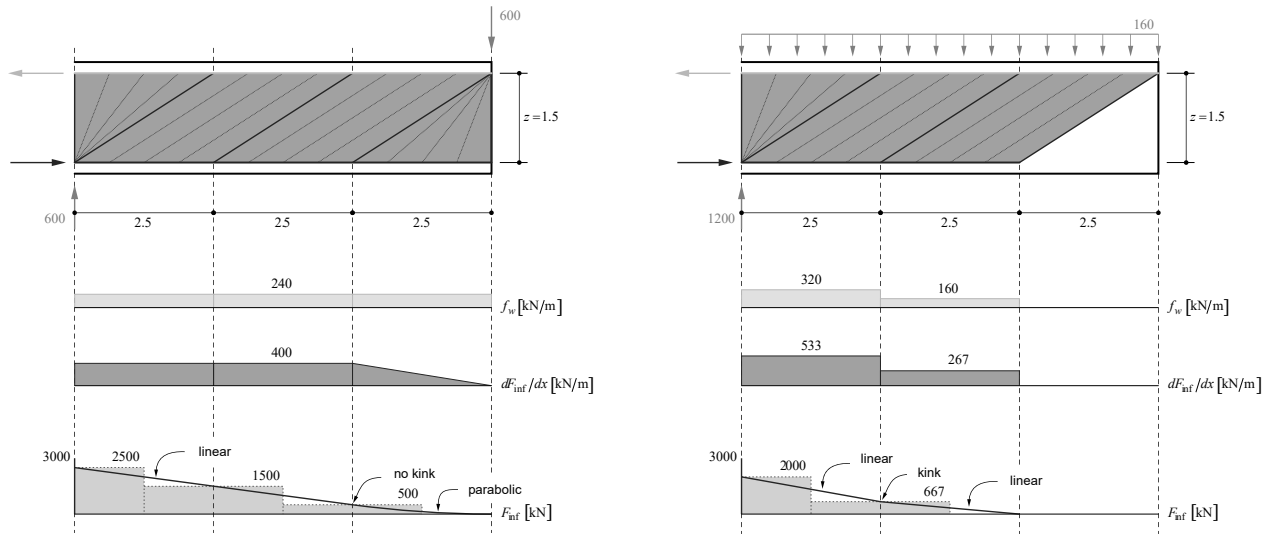 600
z=1.5
600
2.5
2.5
2.5
240
f_w [kN/m]
400
dF_inf/dx [kN/m]
3000
2500
linear
1500
no kink
500
parabolic
F_inf [kN]
160
z=1.5
1200
2.5
2.5
2.5
320
160
f_w [kN/m]
533
267
dF_inf/dx [kN/m]
3000
2000
linear
kink
667
linear
F_inf [kN]